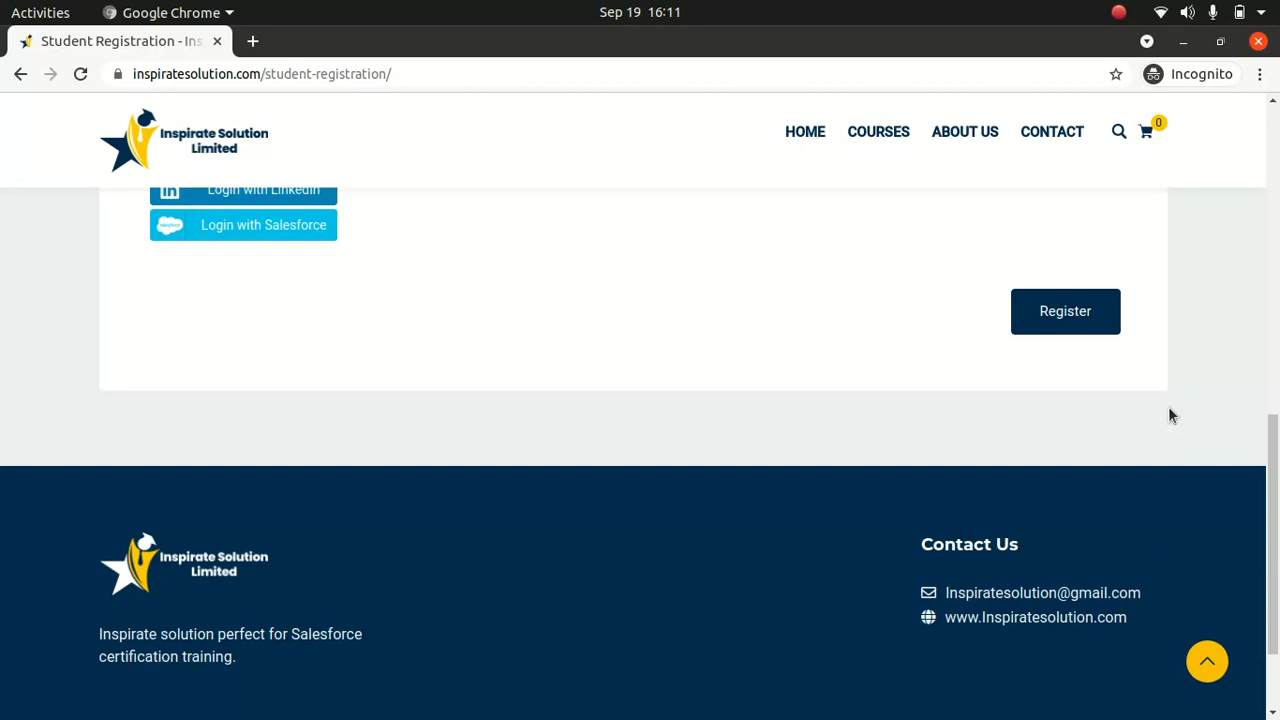 Activities
Google Chrome
Sep 19 16:11
Student Registration - Ins
inspiratesolution.com/student-registration/
Incognito
Inspirate Solution
Limited
HOME
COURSES
ABOUT US
CONTACT
0
in
Login with LinkedIn
salesforce
Login with Salesforce
Register
Inspirate Solution
Limited
Inspirate solution perfect for Salesforce
certification training.
Contact Us
Inspiratesolution@gmail.com
www.Inspiratesolution.com